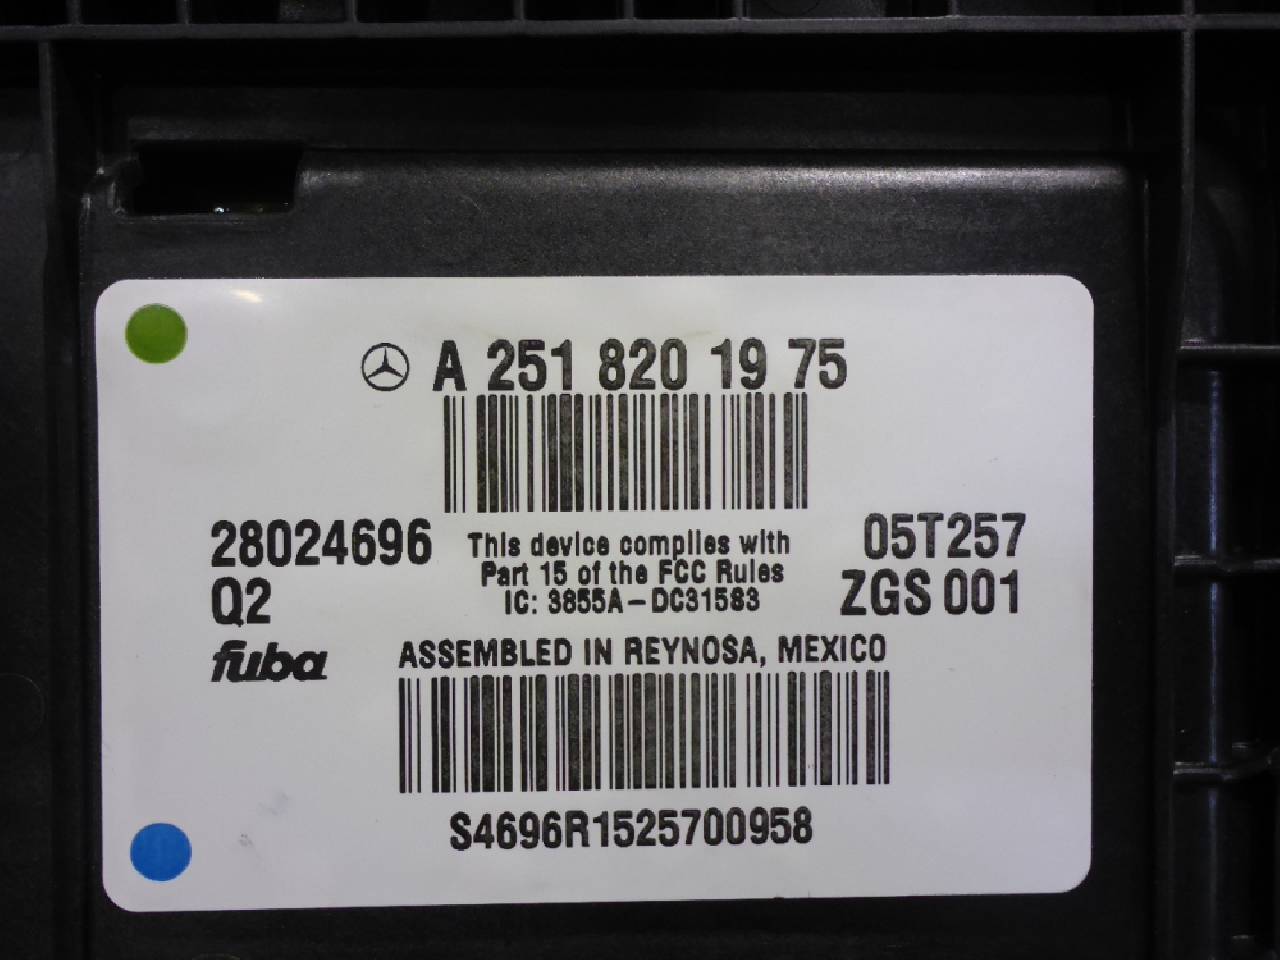 A 251 820 19 75
28024696
Q2
This device complies with
Part 15 of the FCC Rules
IC: 3855A-DC31583
05T257
ZGS 001
fuba
ASSEMBLED IN REYNOSA, MEXICO
S4696R1525700958